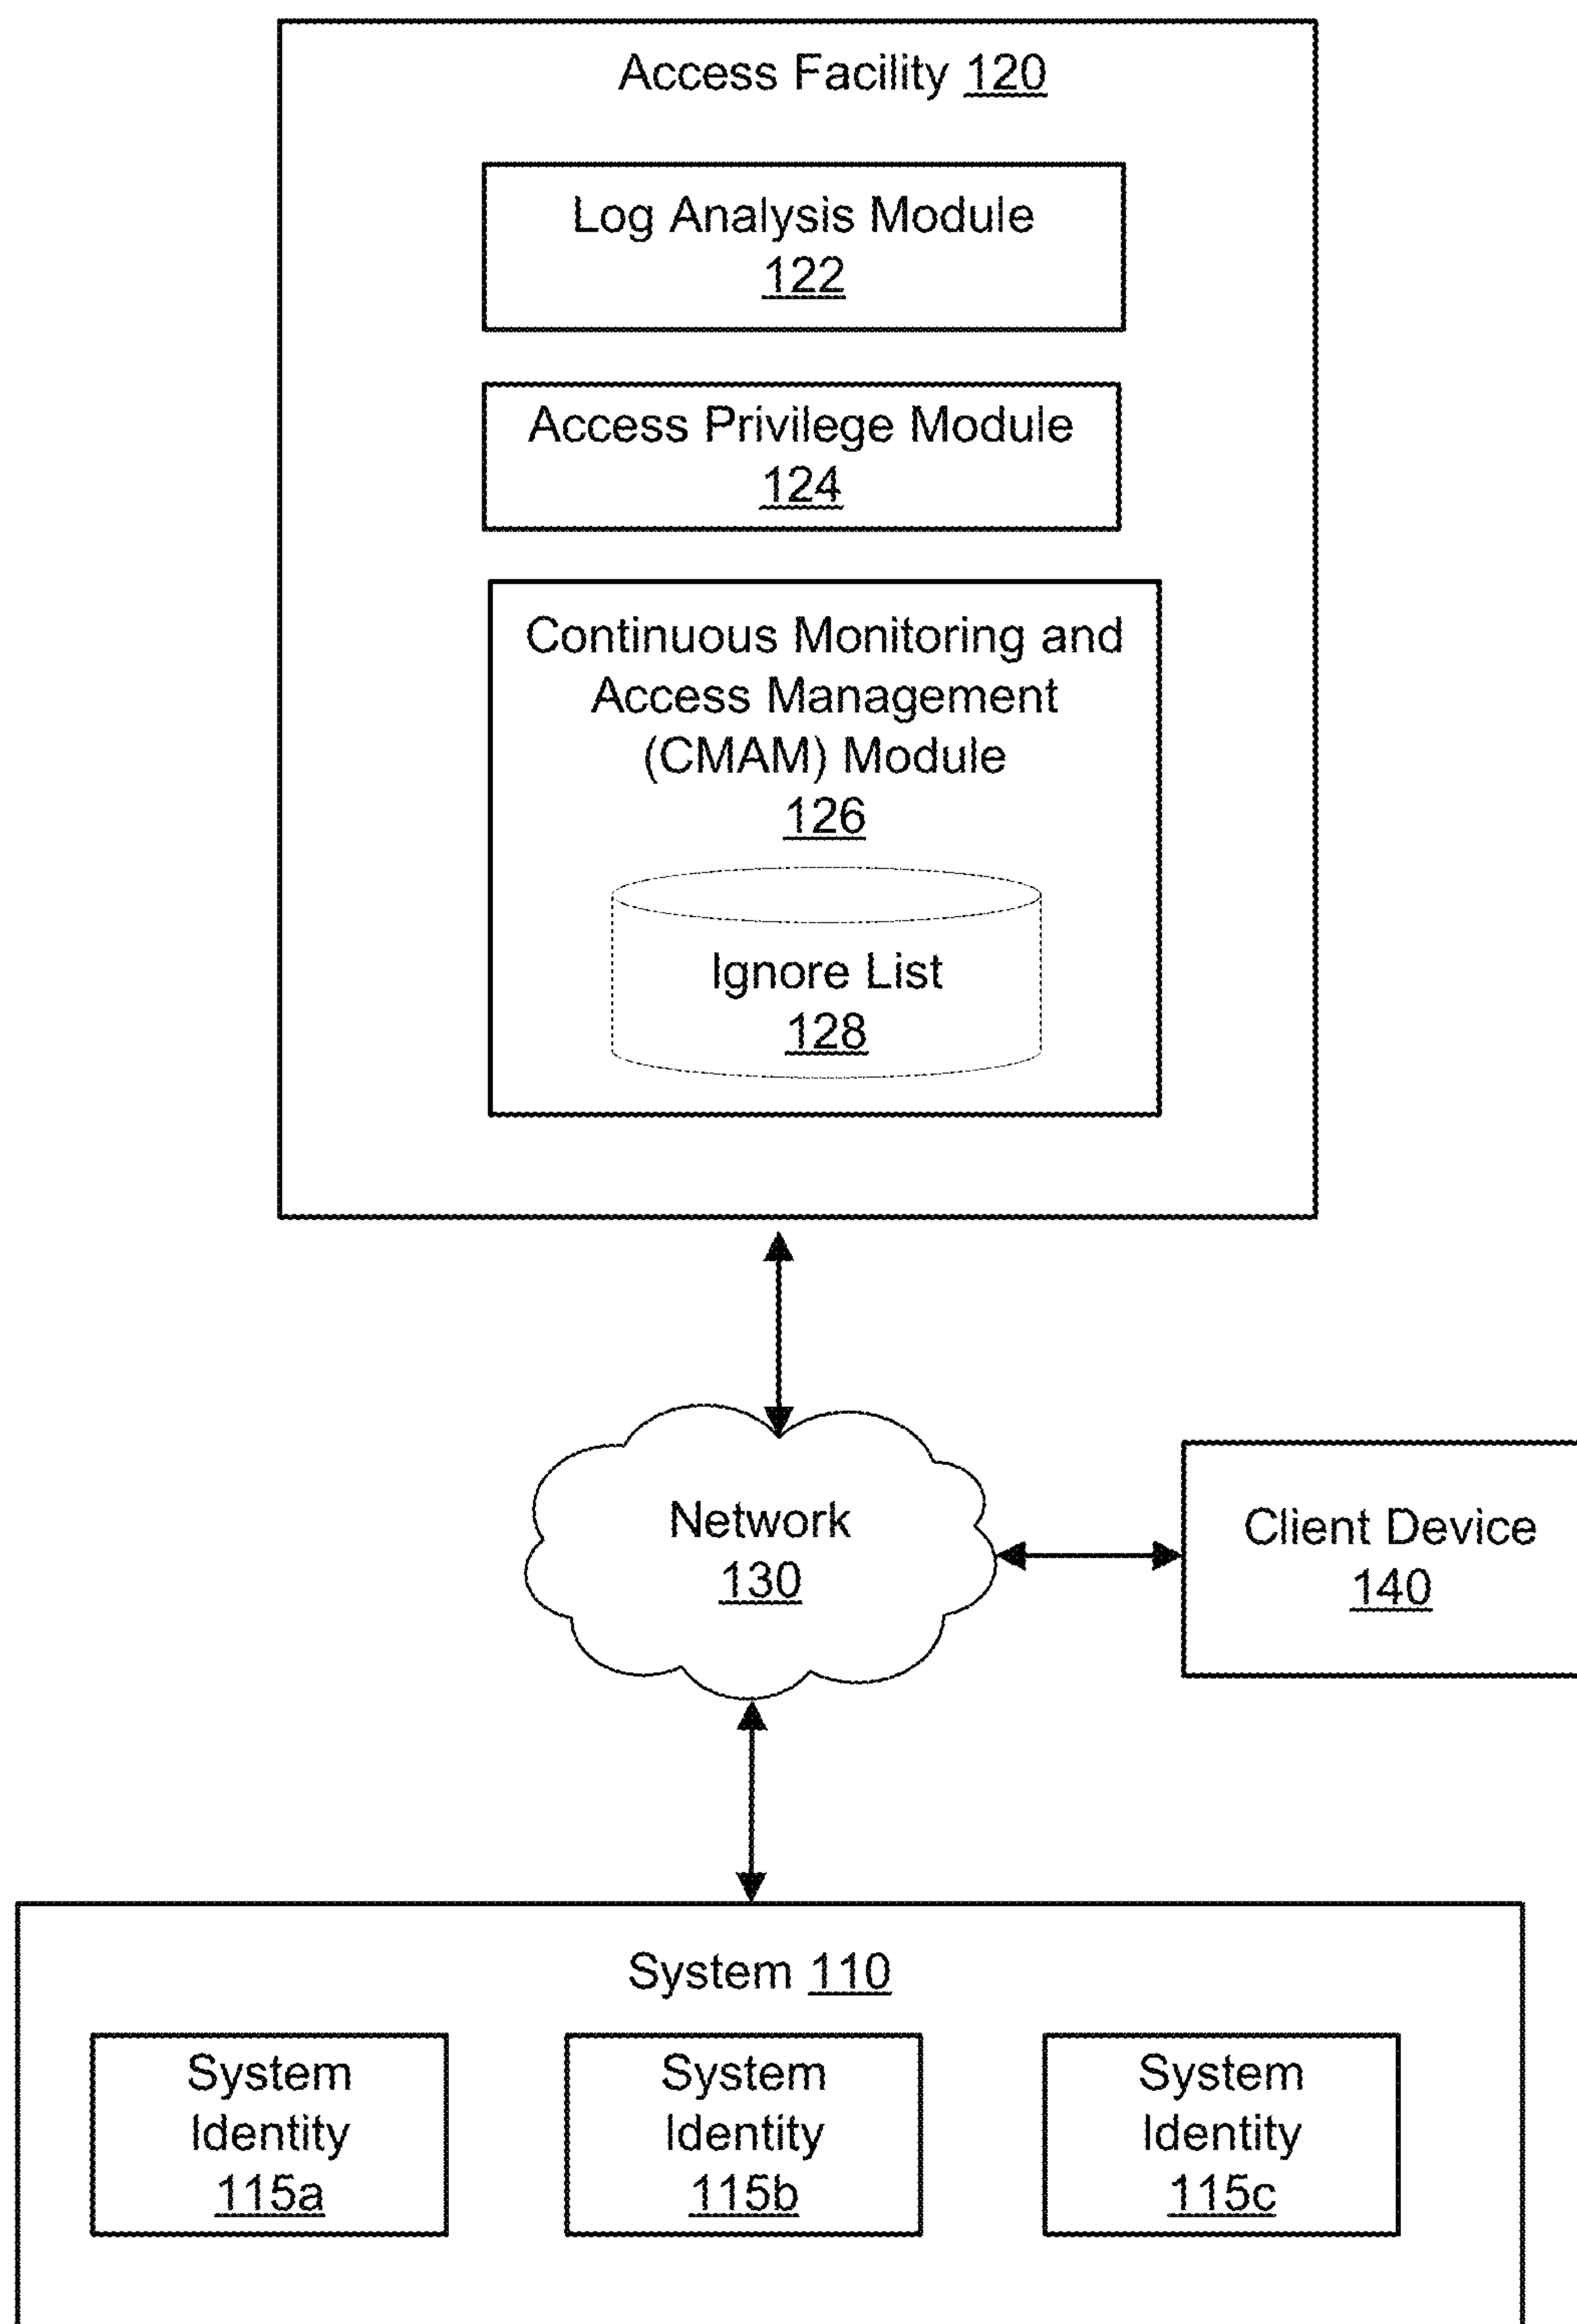 Access Facility 120
Log Analysis Module
122
Access Privilege Module
124
Continuous Monitoring and
Access Management
(CMAM) Module
126
Ignore List
128
Network
130
Client Device
140
System 110
System
Identity
115a
System
Identity
115b
System
Identity
115c